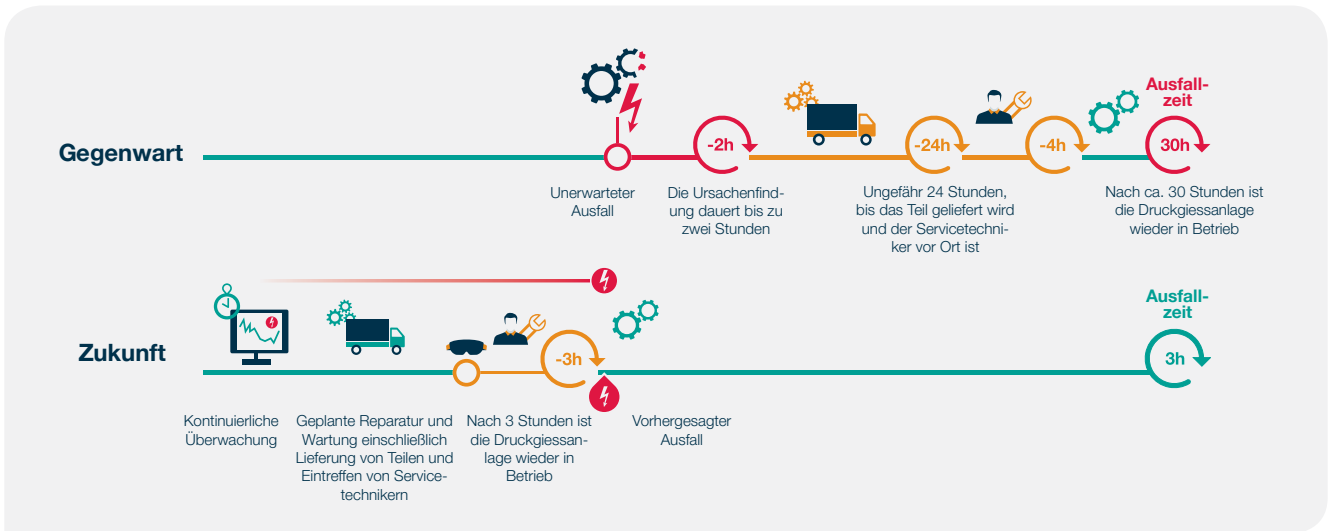 Gegenwart
-2h
-24h
-4h
Ausfall-
zeit
30h
Unerwarteter
Ausfall
Die Ursachenfind-
ung dauert bis zu
zwei Stunden
Ungefähr 24 Stunden,
bis das Teil geliefert wird
und der Servicetechni-
ker vor Ort ist
Nach ca. 30 Stunden ist
die Druckgiessanlage
wieder in Betrieb
Zukunft
-3h
Ausfall-
zeit
3h
Kontinuierliche
Überwachung
Geplante Reparatur und
Wartung einschließlich
Lieferung von Teilen und
Eintreffen von Service-
technikern
Nach 3 Stunden ist
die Druckgiessan-
lage wieder in
Betrieb
Vorhergesagter
Ausfall